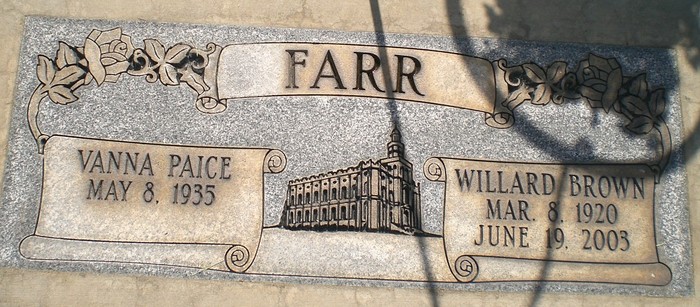 FARR
VANNA PAICE
MAY 8, 1935
WILLARD BROWN
MAR. 8, 1920
JUNE 19, 2003